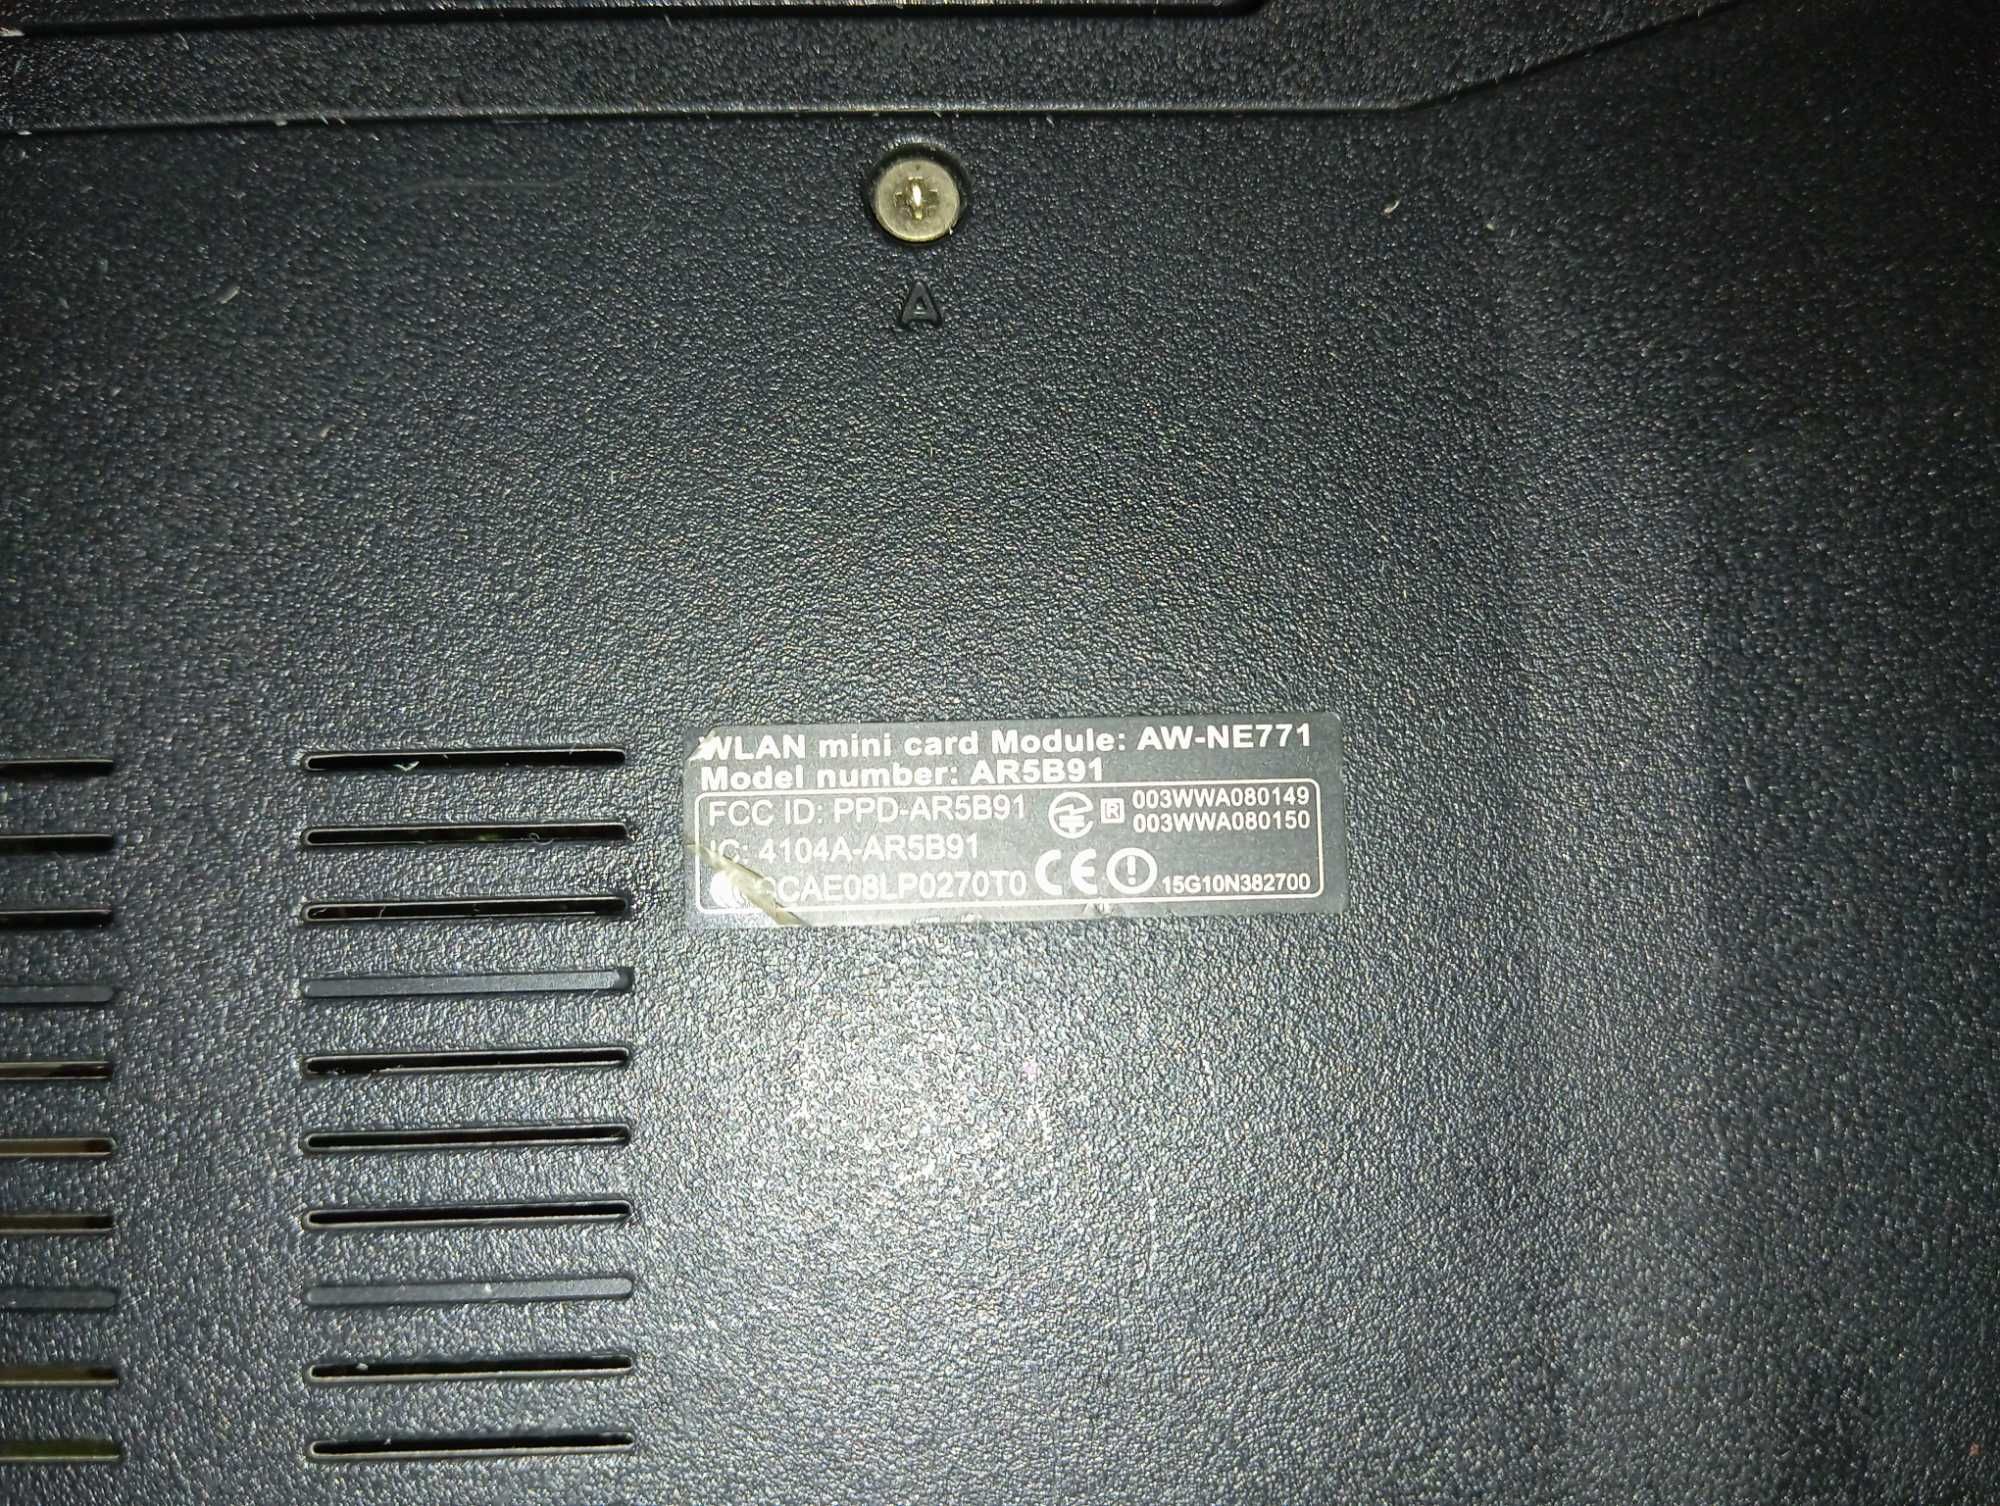 A
WLAN mini card Module: AW-NE771
Model number: AR5B91
FCC ID: PPD-AR5B91
R 003WWA080149
003WWA080150
IC: 4104A-AR5B91
CCAE08LP0270T0 CE 15G10N382700